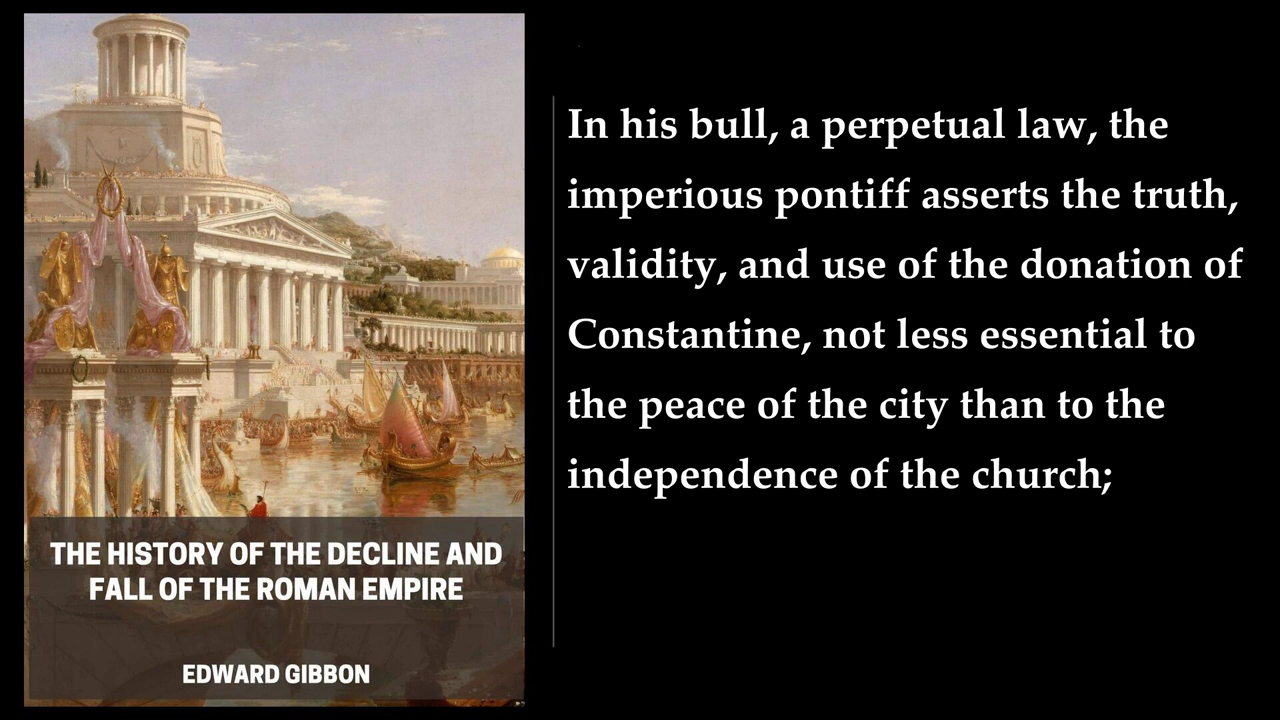 In his bull, a perpetual law, the
imperious pontiff asserts the truth,
validity, and use of the donation of
Constantine, not less essential to
the peace of the city than to the
independence of the church;
THE HISTORY OF THE DECLINE AND
FALL OF THE ROMAN EMPIRE
EDWARD GIBBON